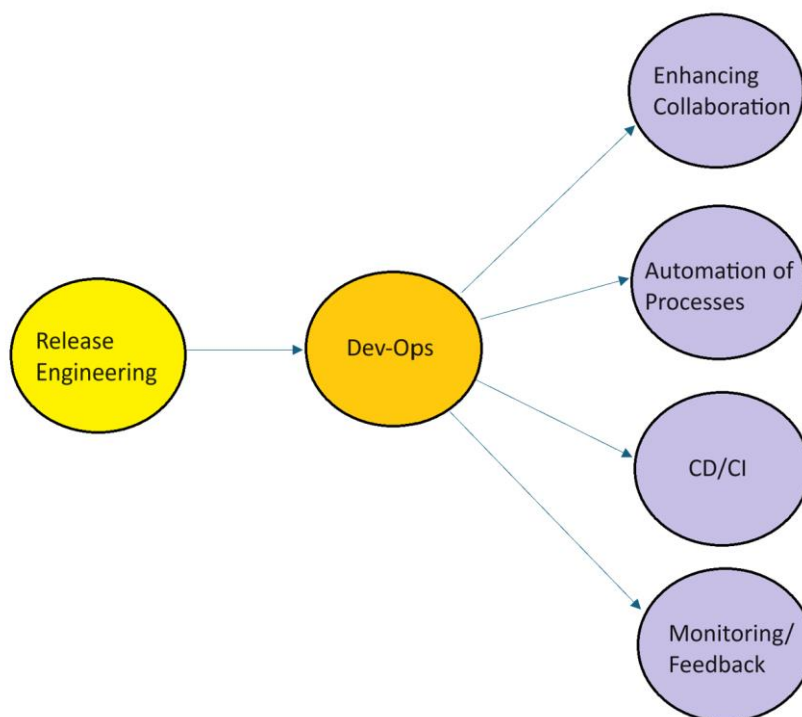 Enhancing
Collaboration
Automation of
Processes
Release
Engineering
Dev-Ops
CD/CI
Monitoring/
Feedback